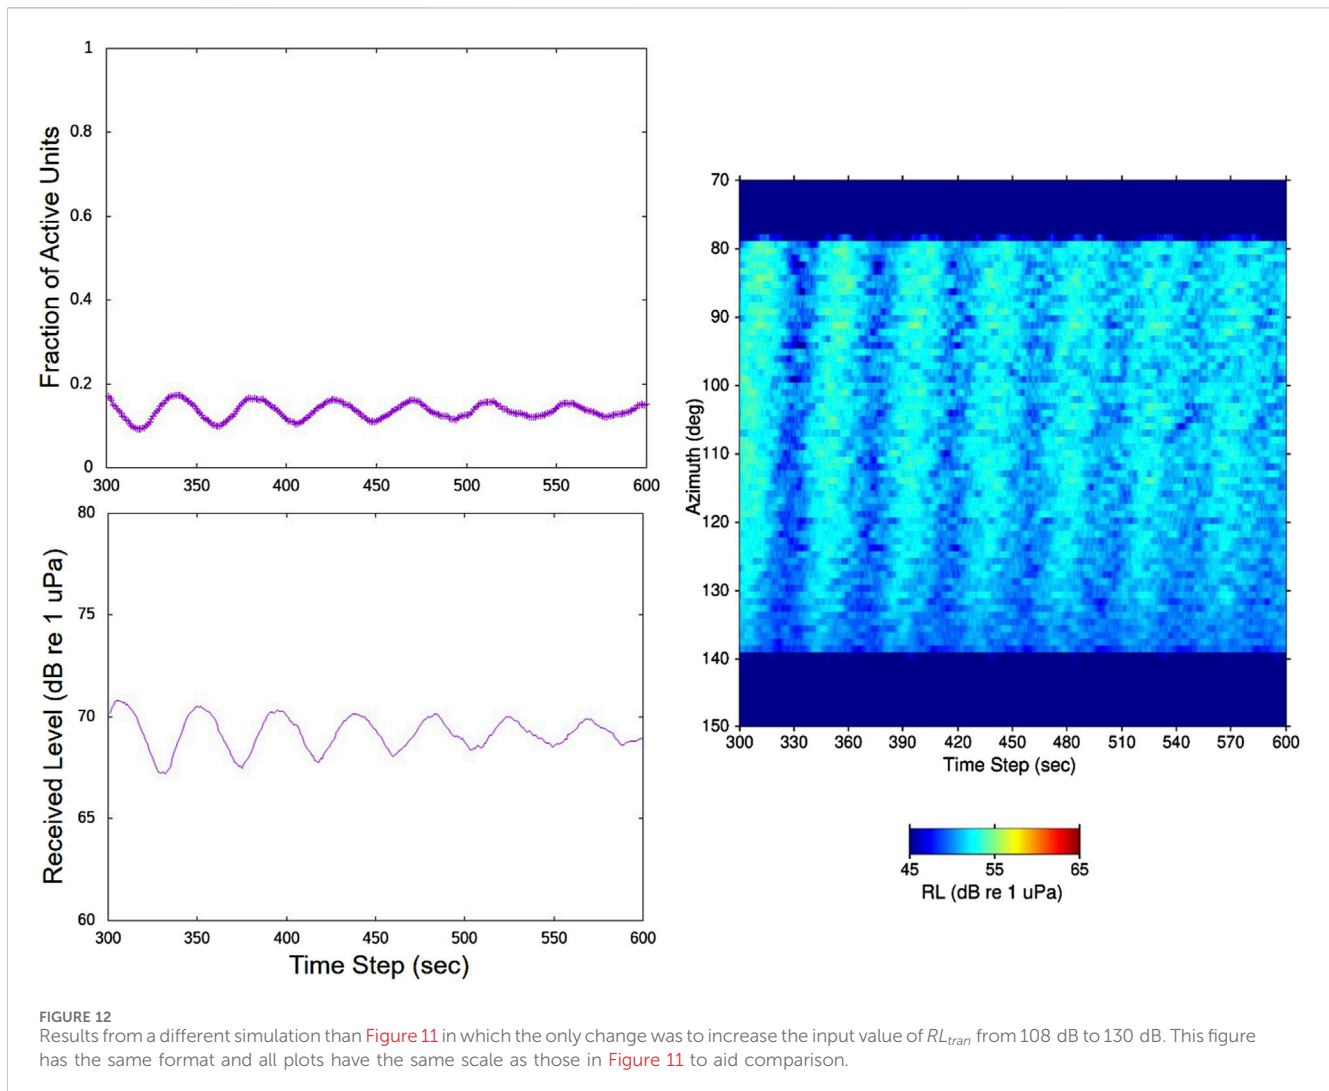 1
0.8
0.6
0.4
0.2
0
Fraction of Active Units
300 350 400 450 500 550 600
80
75
70
65
60
Received Level (dB re 1 uPa)
300 350 400 450 500 550 600
Time Step (sec)
70
80
90
100
110
120
130
140
150
Azimuth (deg)
300 330 360 390 420 450 480 510 540 570 600
Time Step (sec)
45 55 65
RL (dB re 1 uPa)
FIGURE 12
Results from a different simulation than Figure 11 in which the only change was to increase the input value of RLtran from 108 dB to 130 dB. This figure
has the same format and all plots have the same scale as those in Figure 11 to aid comparison.